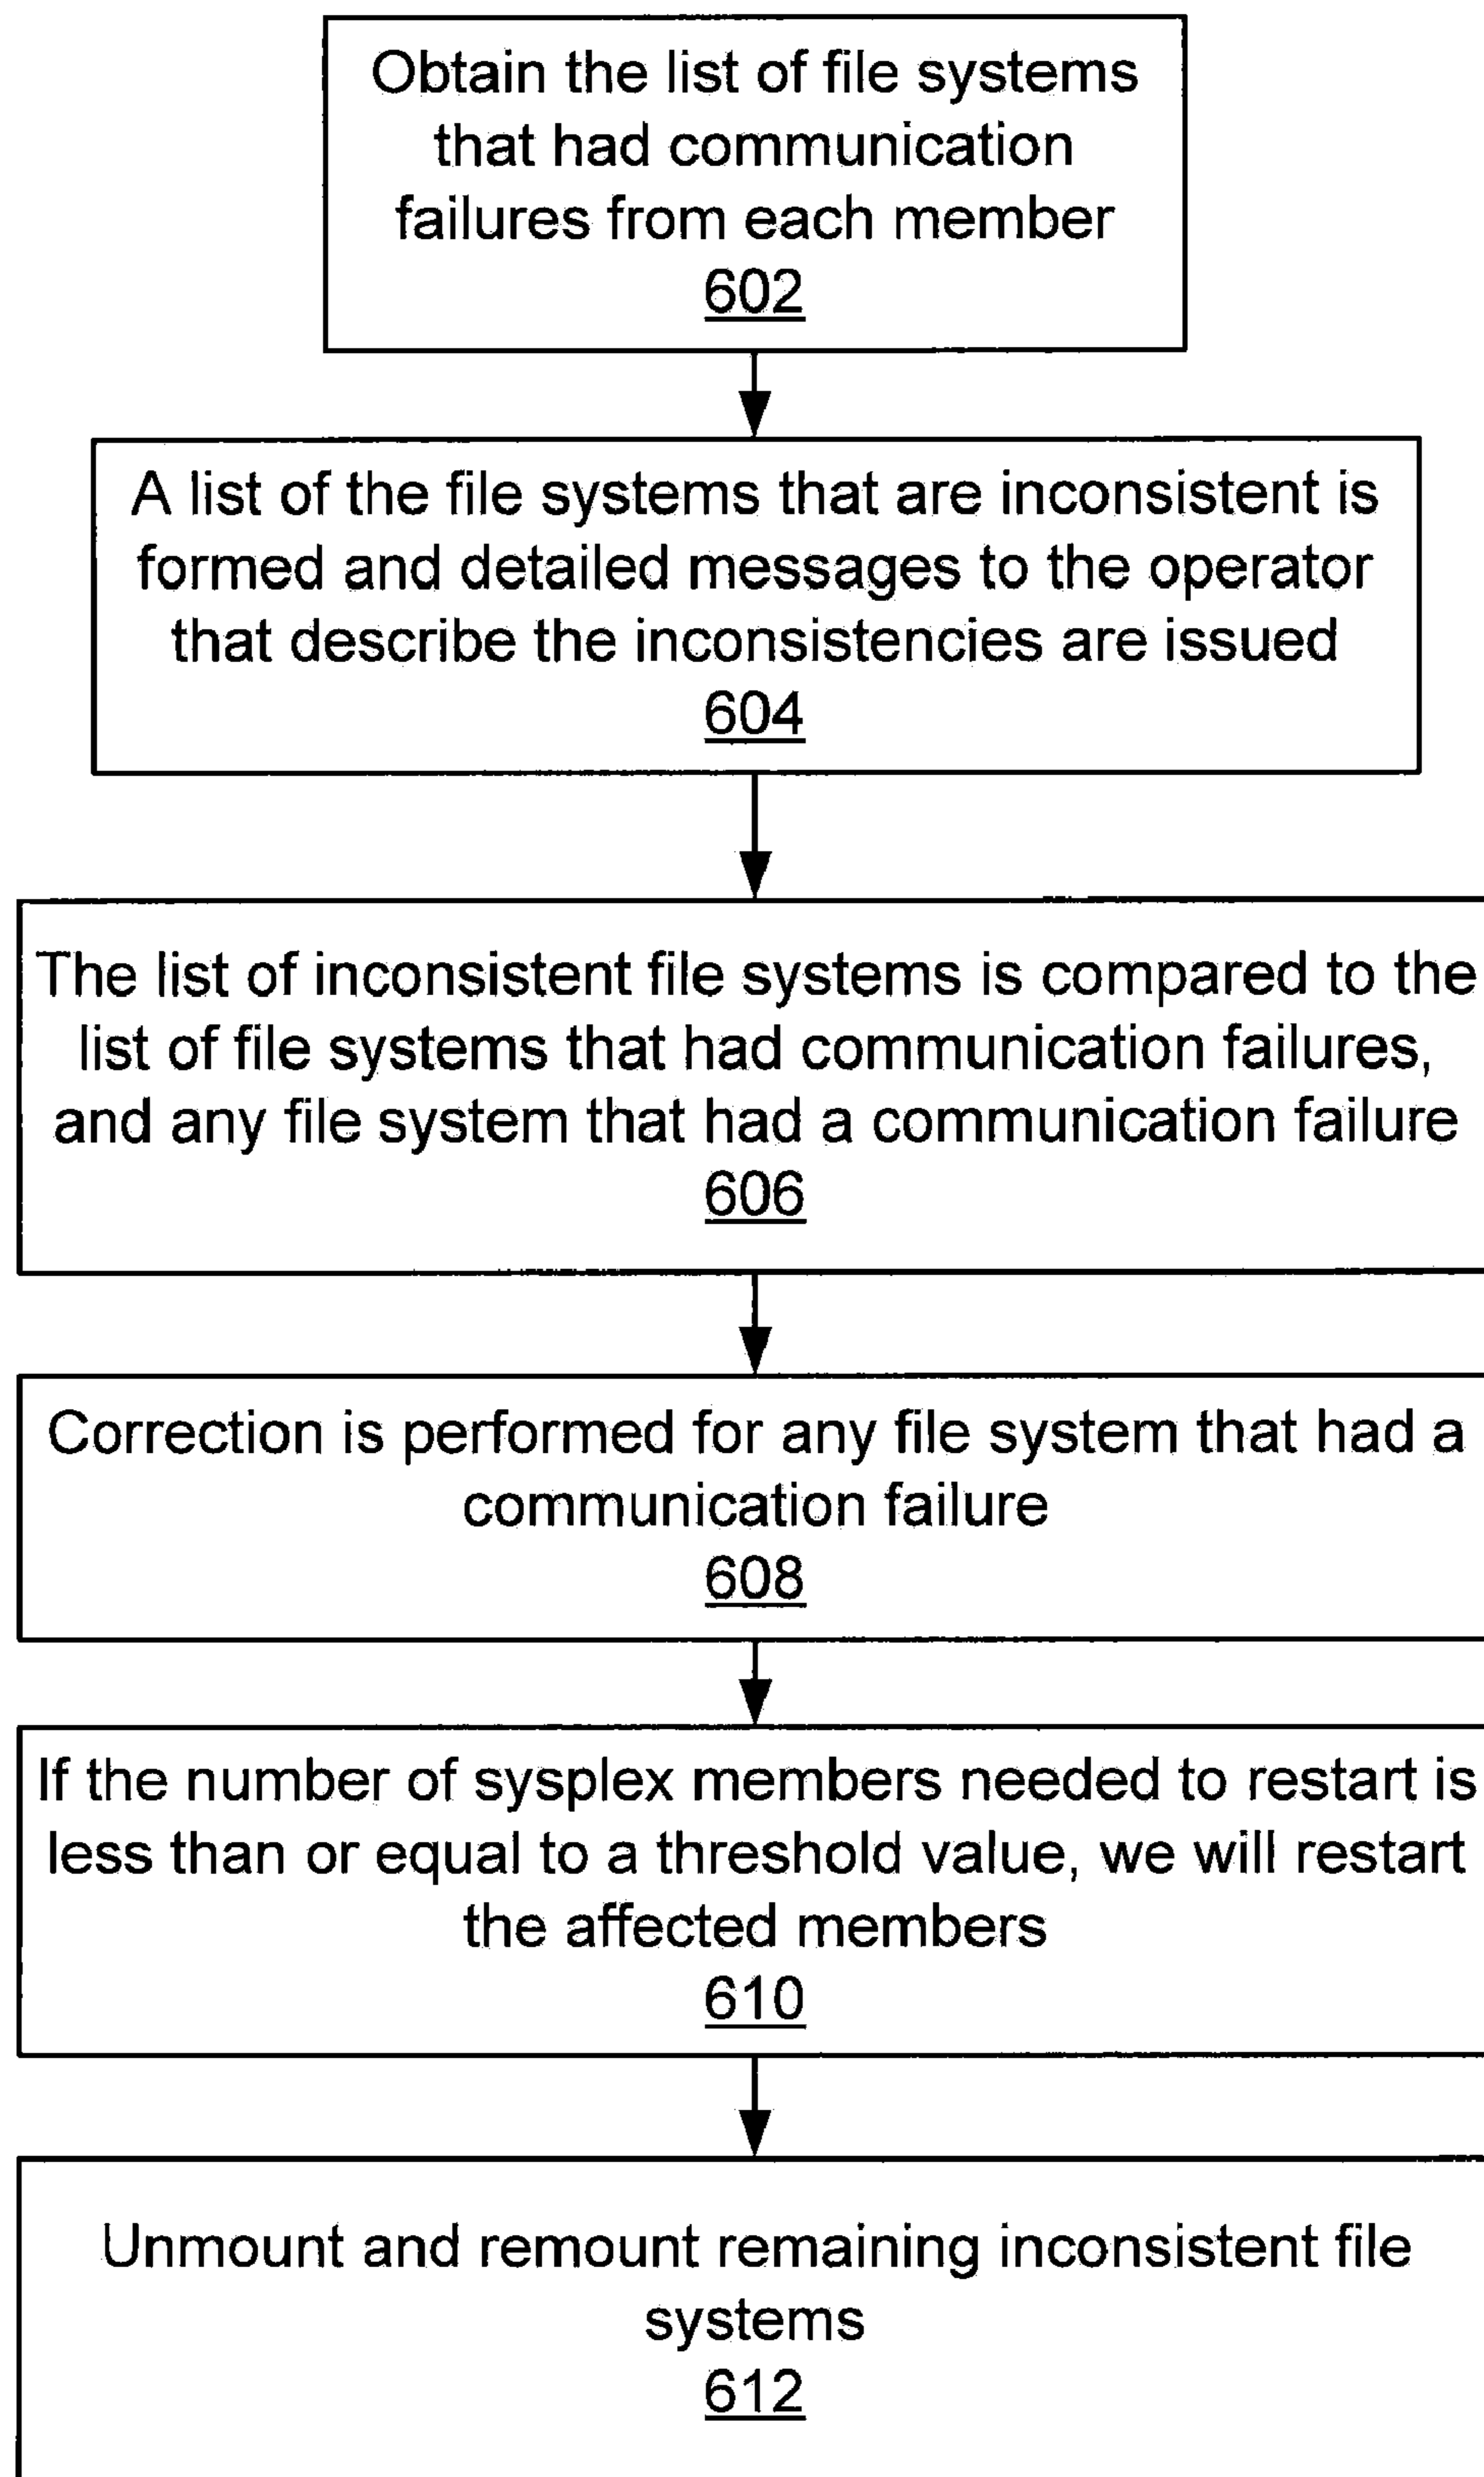 Obtain the list of file systems
that had communication
failures from each member
602
A list of the file systems that are inconsistent is
formed and detailed messages to the operator
that describe the inconsistencies are issued
604
The list of inconsistent file systems is compared to the
list of file systems that had communication failures,
and any file system that had a communication failure
606
Correction is performed for any file system that had a
communication failure
608
If the number of sysplex members needed to restart is
less than or equal to a threshold value, we will restart
the affected members
610
Unmount and remount remaining inconsistent file
systems
612